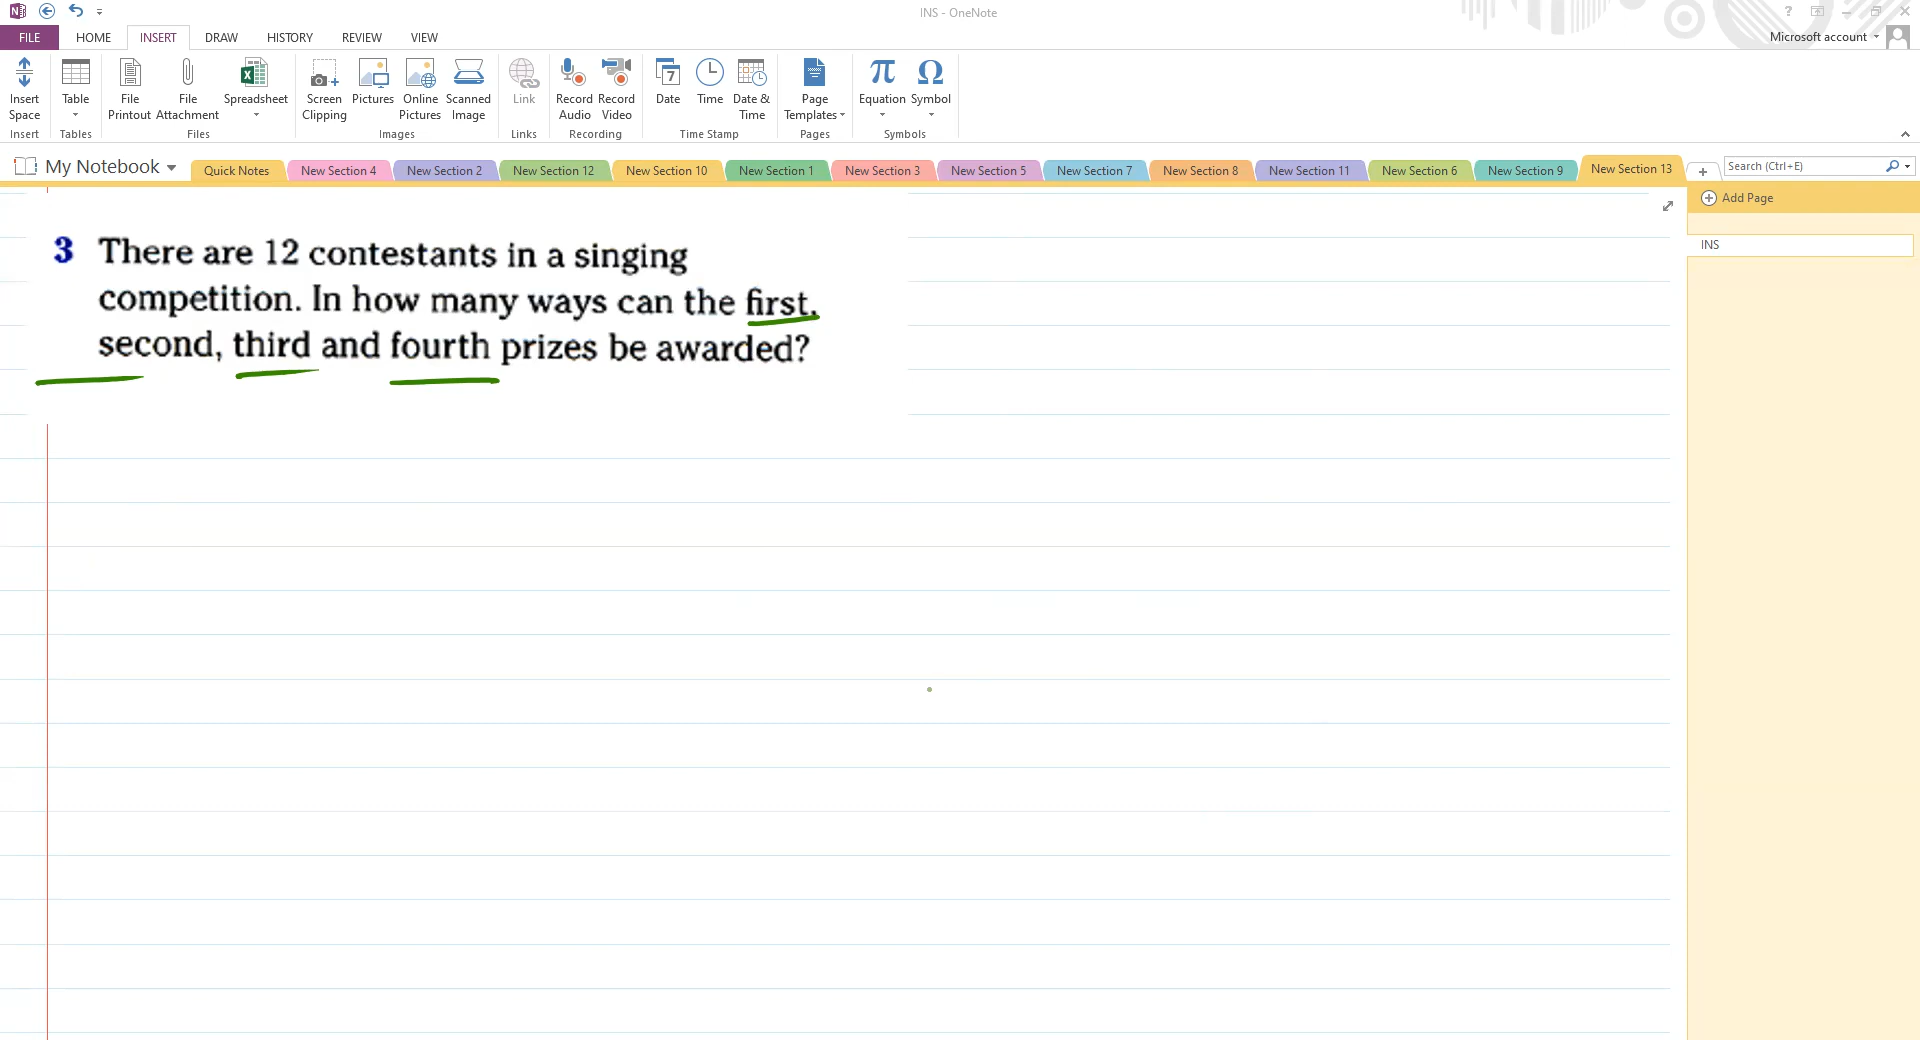 INS - OneNote
FILE HOME INSERT DRAW HISTORY REVIEW VIEW
Microsoft account
Insert Space Table File Printout File Attachment Spreadsheet Screen Clipping Pictures Online Pictures Scanned Image Link Record Audio Record Video Date Time Date & Time Page Templates Equation Symbol
Insert Tables Files Images Links Recording Time Stamp Pages Symbols
My Notebook Quick Notes New Section 4 New Section 2 New Section 12 New Section 10 New Section 1 New Section 3 New Section 5 New Section 7 New Section 8 New Section 11 New Section 6 New Section 9 New Section 13 Search (Ctrl+E)
Add Page
INS
3 There are 12 contestants in a singing
competition. In how many ways can the first,
second, third and fourth prizes be awarded?